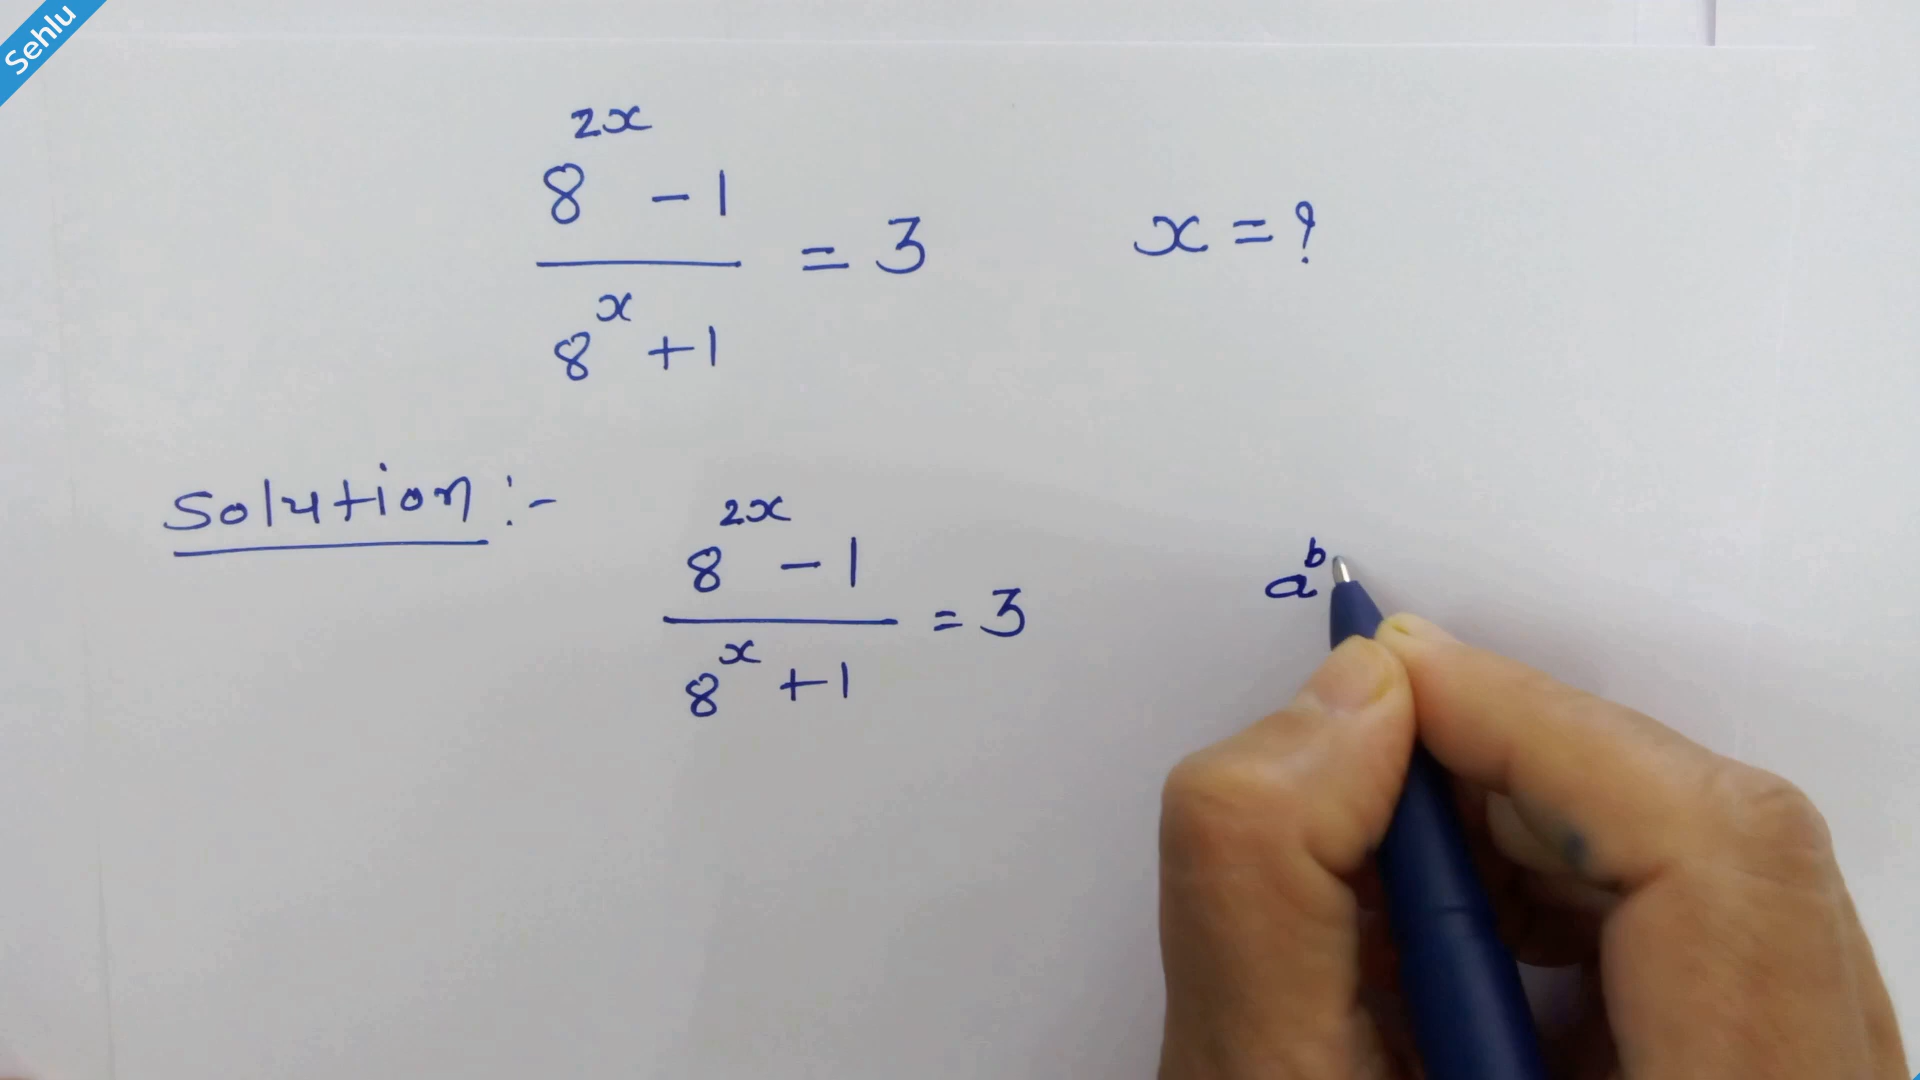 Sehlu
8^{2x} - 1
8^x + 1
= 3
x = ?
Solution :-
8^{2x} - 1
8^x + 1
= 3
a^b